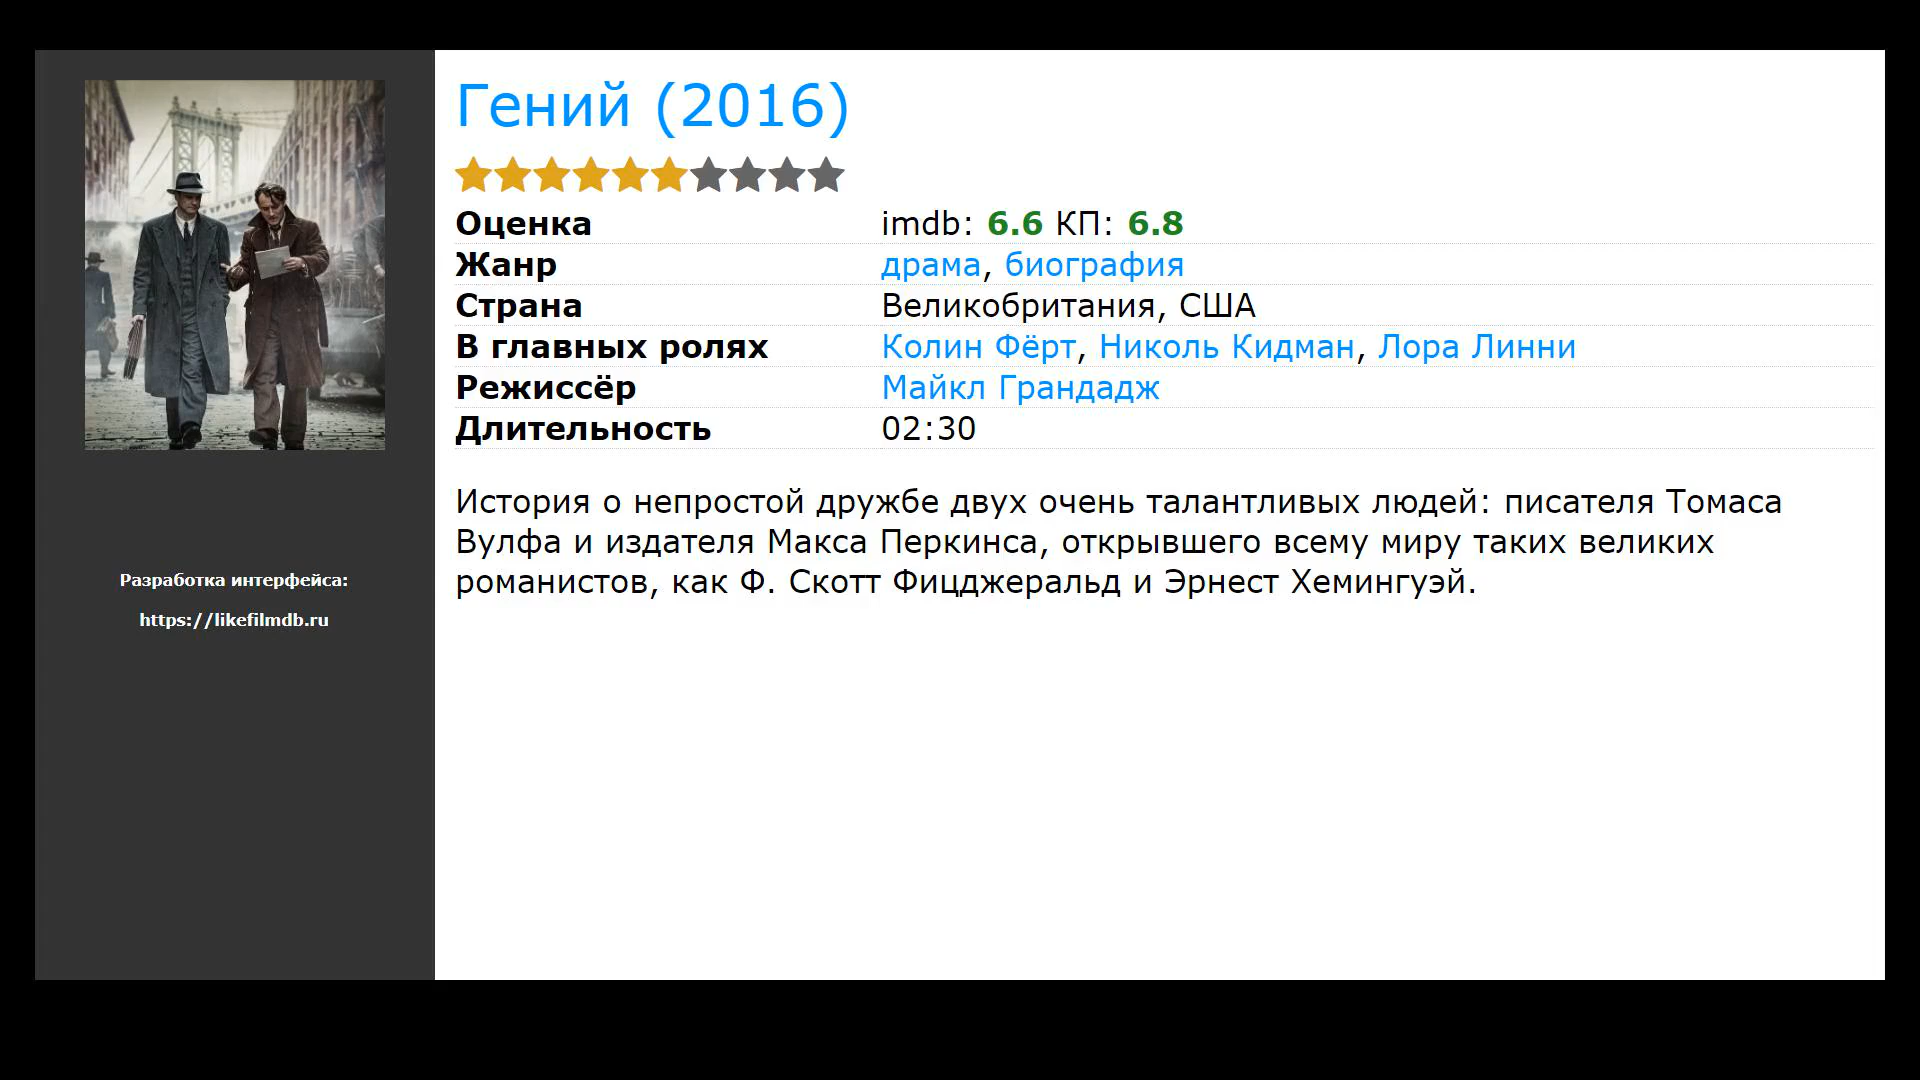 Гений (2016)
Оценка imdb: 6.6 КП: 6.8
Жанр драма, биография
Страна Великобритания, США
В главных ролях Колин Фёрт, Николь Кидман, Лора Линни
Режиссёр Майкл Грандадж
Длительность 02:30
История о непростой дружбе двух очень талантливых людей: писателя Томаса
Вулфа и издателя Макса Перкинса, открывшего всему миру таких великих
романистов, как Ф. Скотт Фицджеральд и Эрнест Хемингуэй.
Разработка интерфейса:
https://likefilmdb.ru